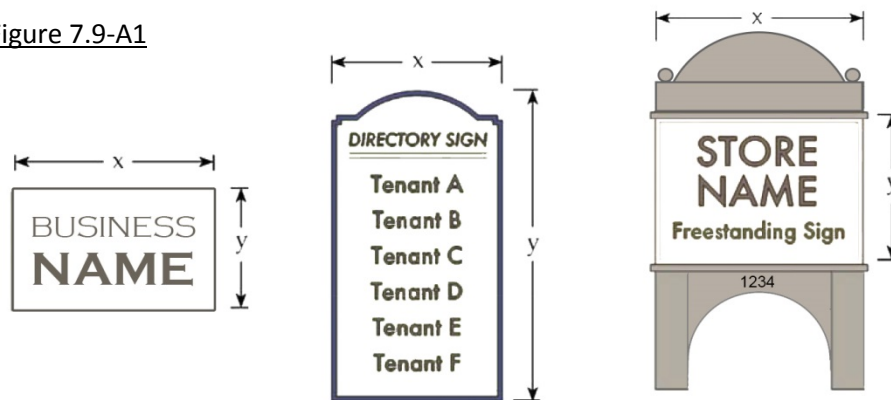 igure 7.9-A1
x
y
BUSINESS
NAME
x
y
DIRECTORY SIGN
Tenant A
Tenant B
Tenant C
Tenant D
Tenant E
Tenant F
x
y
STORE
NAME
Freestanding Sign
1234